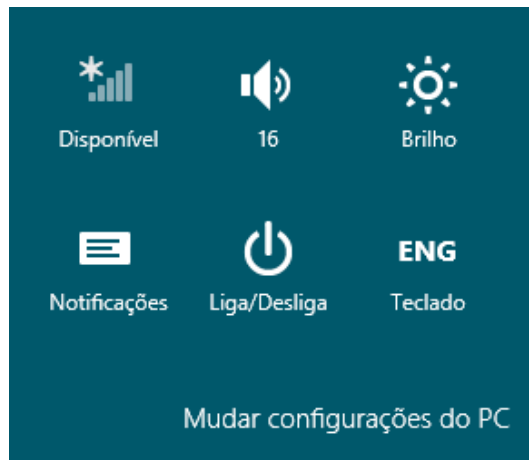 Disponível
16
Brilho
Notificações
Liga/Desliga
ENG
Teclado
Mudar configurações do PC